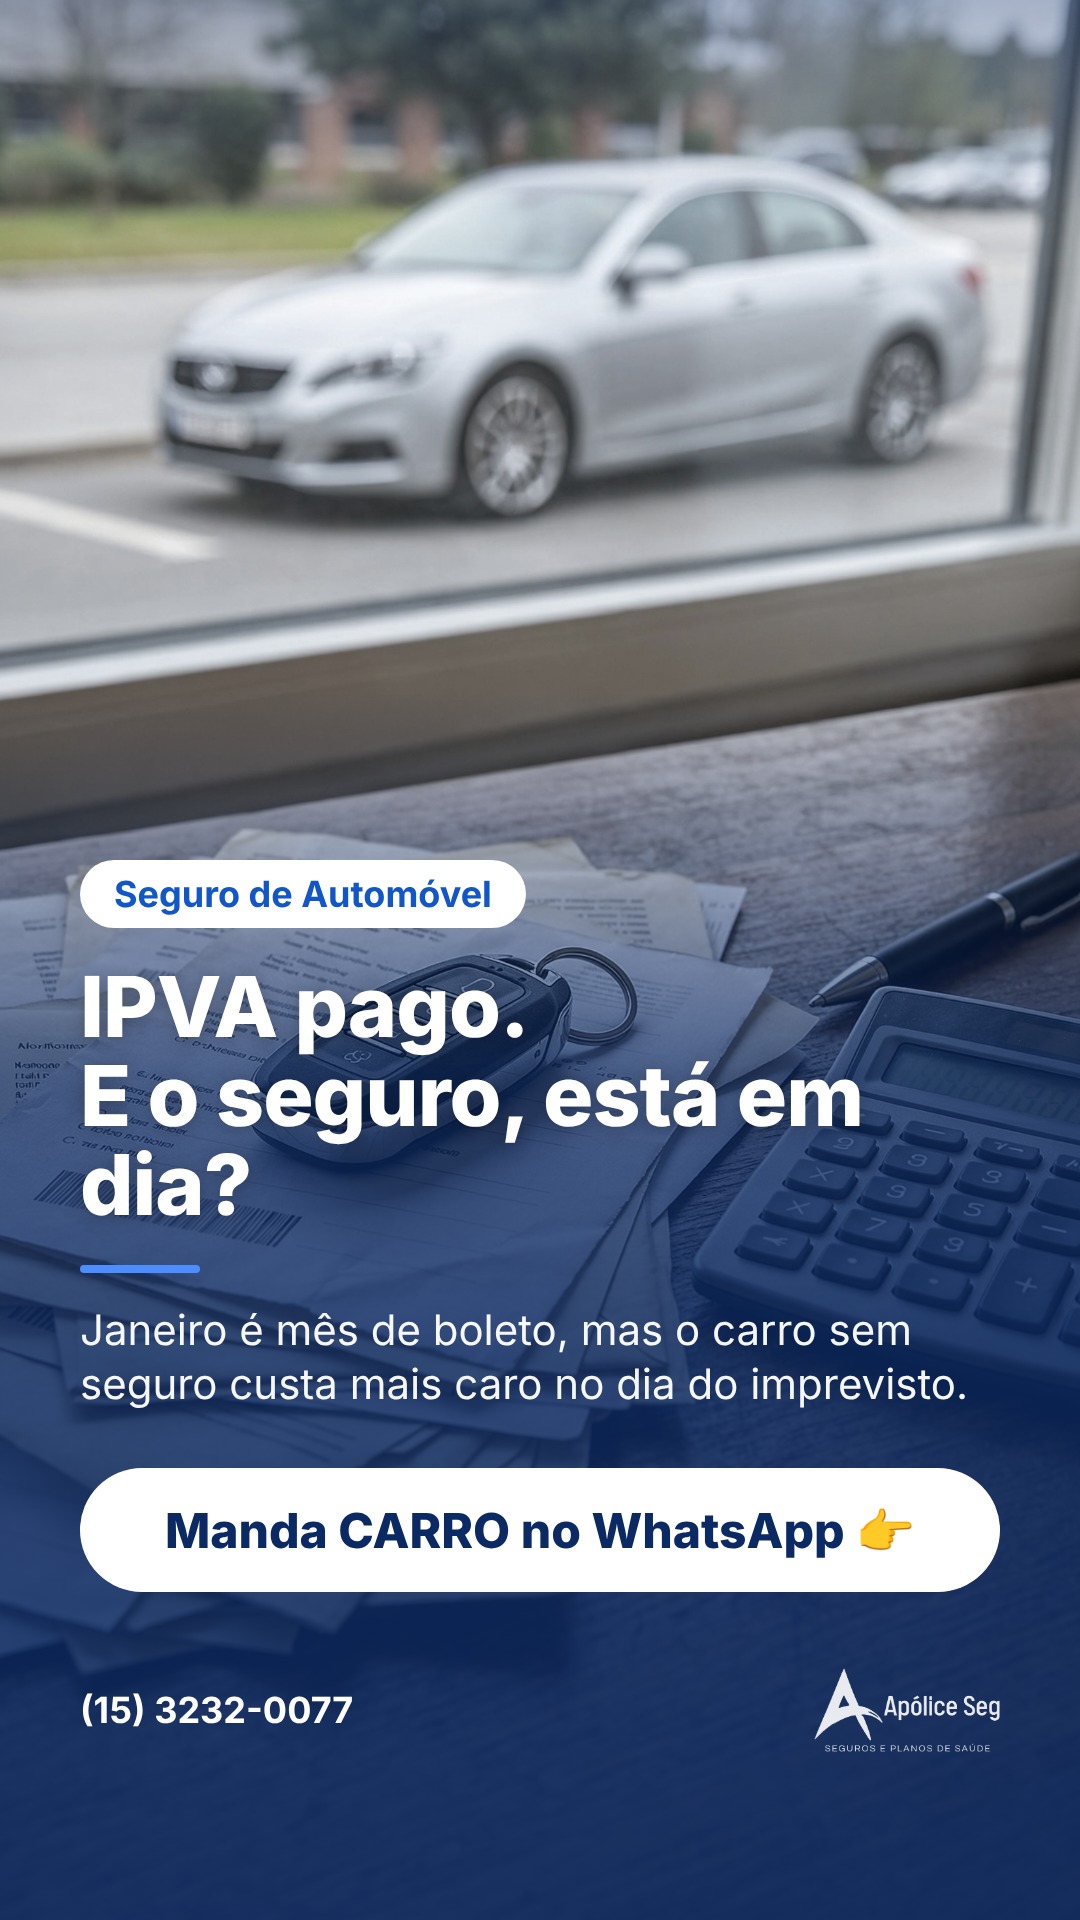 Seguro de Automóvel
IPVA pago.
E o seguro, está em
dia?
Janeiro é mês de boleto, mas o carro sem
seguro custa mais caro no dia do imprevisto.
Manda CARRO no WhatsApp 👉
(15) 3232-0077
Apólice Seg
SEGUROS E PLANOS DE SAÚDE